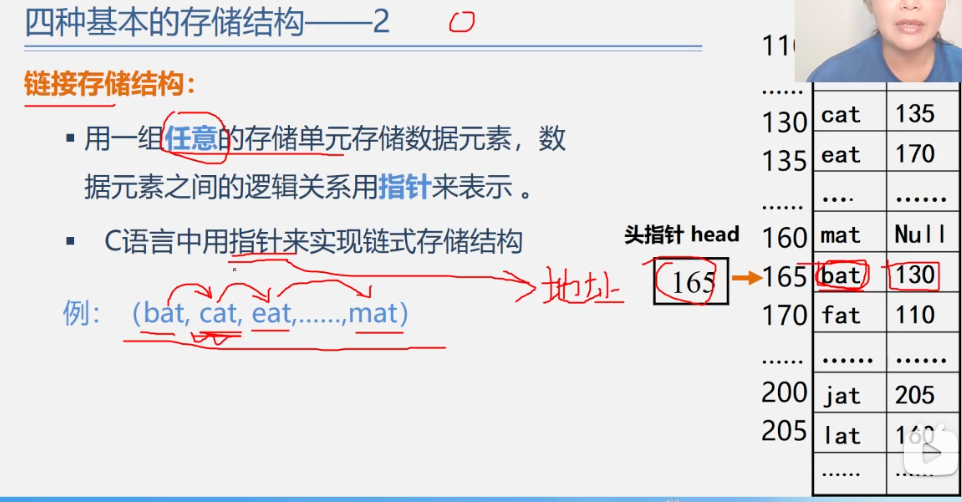 四种基本的存储结构——2
链接存储结构：
▪ 用一组任意的存储单元存储数据元素，数
据元素之间的逻辑关系用指针来表示 。
▪ C语言中用指针来实现链式存储结构
例： （bat, cat, eat,……,mat）
地址
头指针 head
165
11
……
130 cat 135
135 eat 170
…… …. ……
160 mat Null
165 bat 130
170 fat 110
…… …… ……
200 jat 205
205 lat 160
…… ……